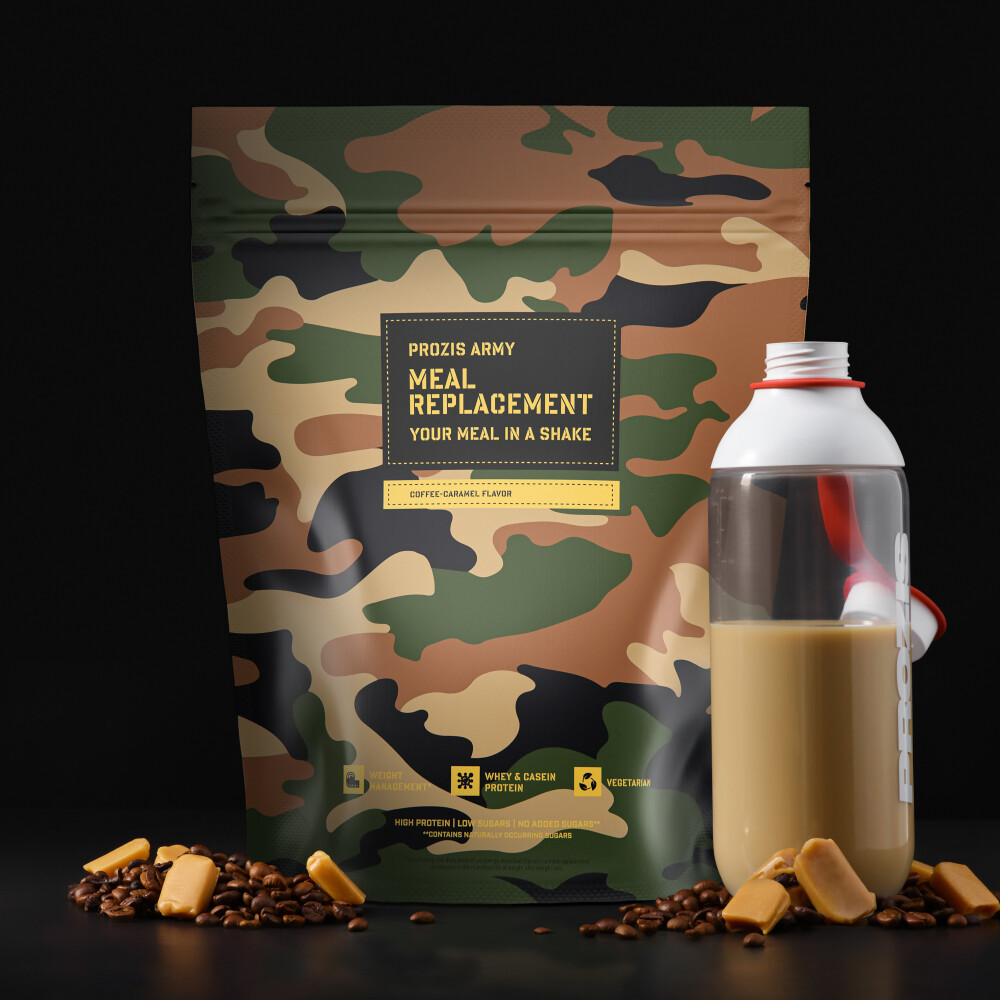 PROZIS ARMY
MEAL
REPLACEMENT
YOUR MEAL IN A SHAKE
COFFEE-CARAMEL FLAVOR
WEIGHT
MANAGEMENT*
WHEY & CASEIN
PROTEIN
VEGETARIAN
HIGH PROTEIN | LOW SUGARS | NO ADDED SUGARS**
**CONTAINS NATURALLY OCCURRING SUGARS
PROZIS